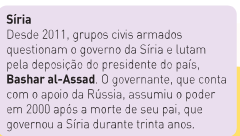 Síria
Desde 2011, grupos civis armados
questionam o governo da Síria e lutam
pela deposição do presidente do país,
Bashar al-Assad. O governante, que conta
com o apoio da Rússia, assumiu o poder
em 2000 após a morte de seu pai, que
governou a Síria durante trinta anos.